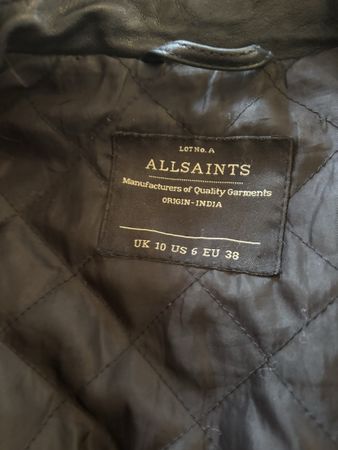 LOT No. A
ALLSAINTS
Manufacturers of Quality Garments
ORIGIN-INDIA
UK 10 US 6 EU 38